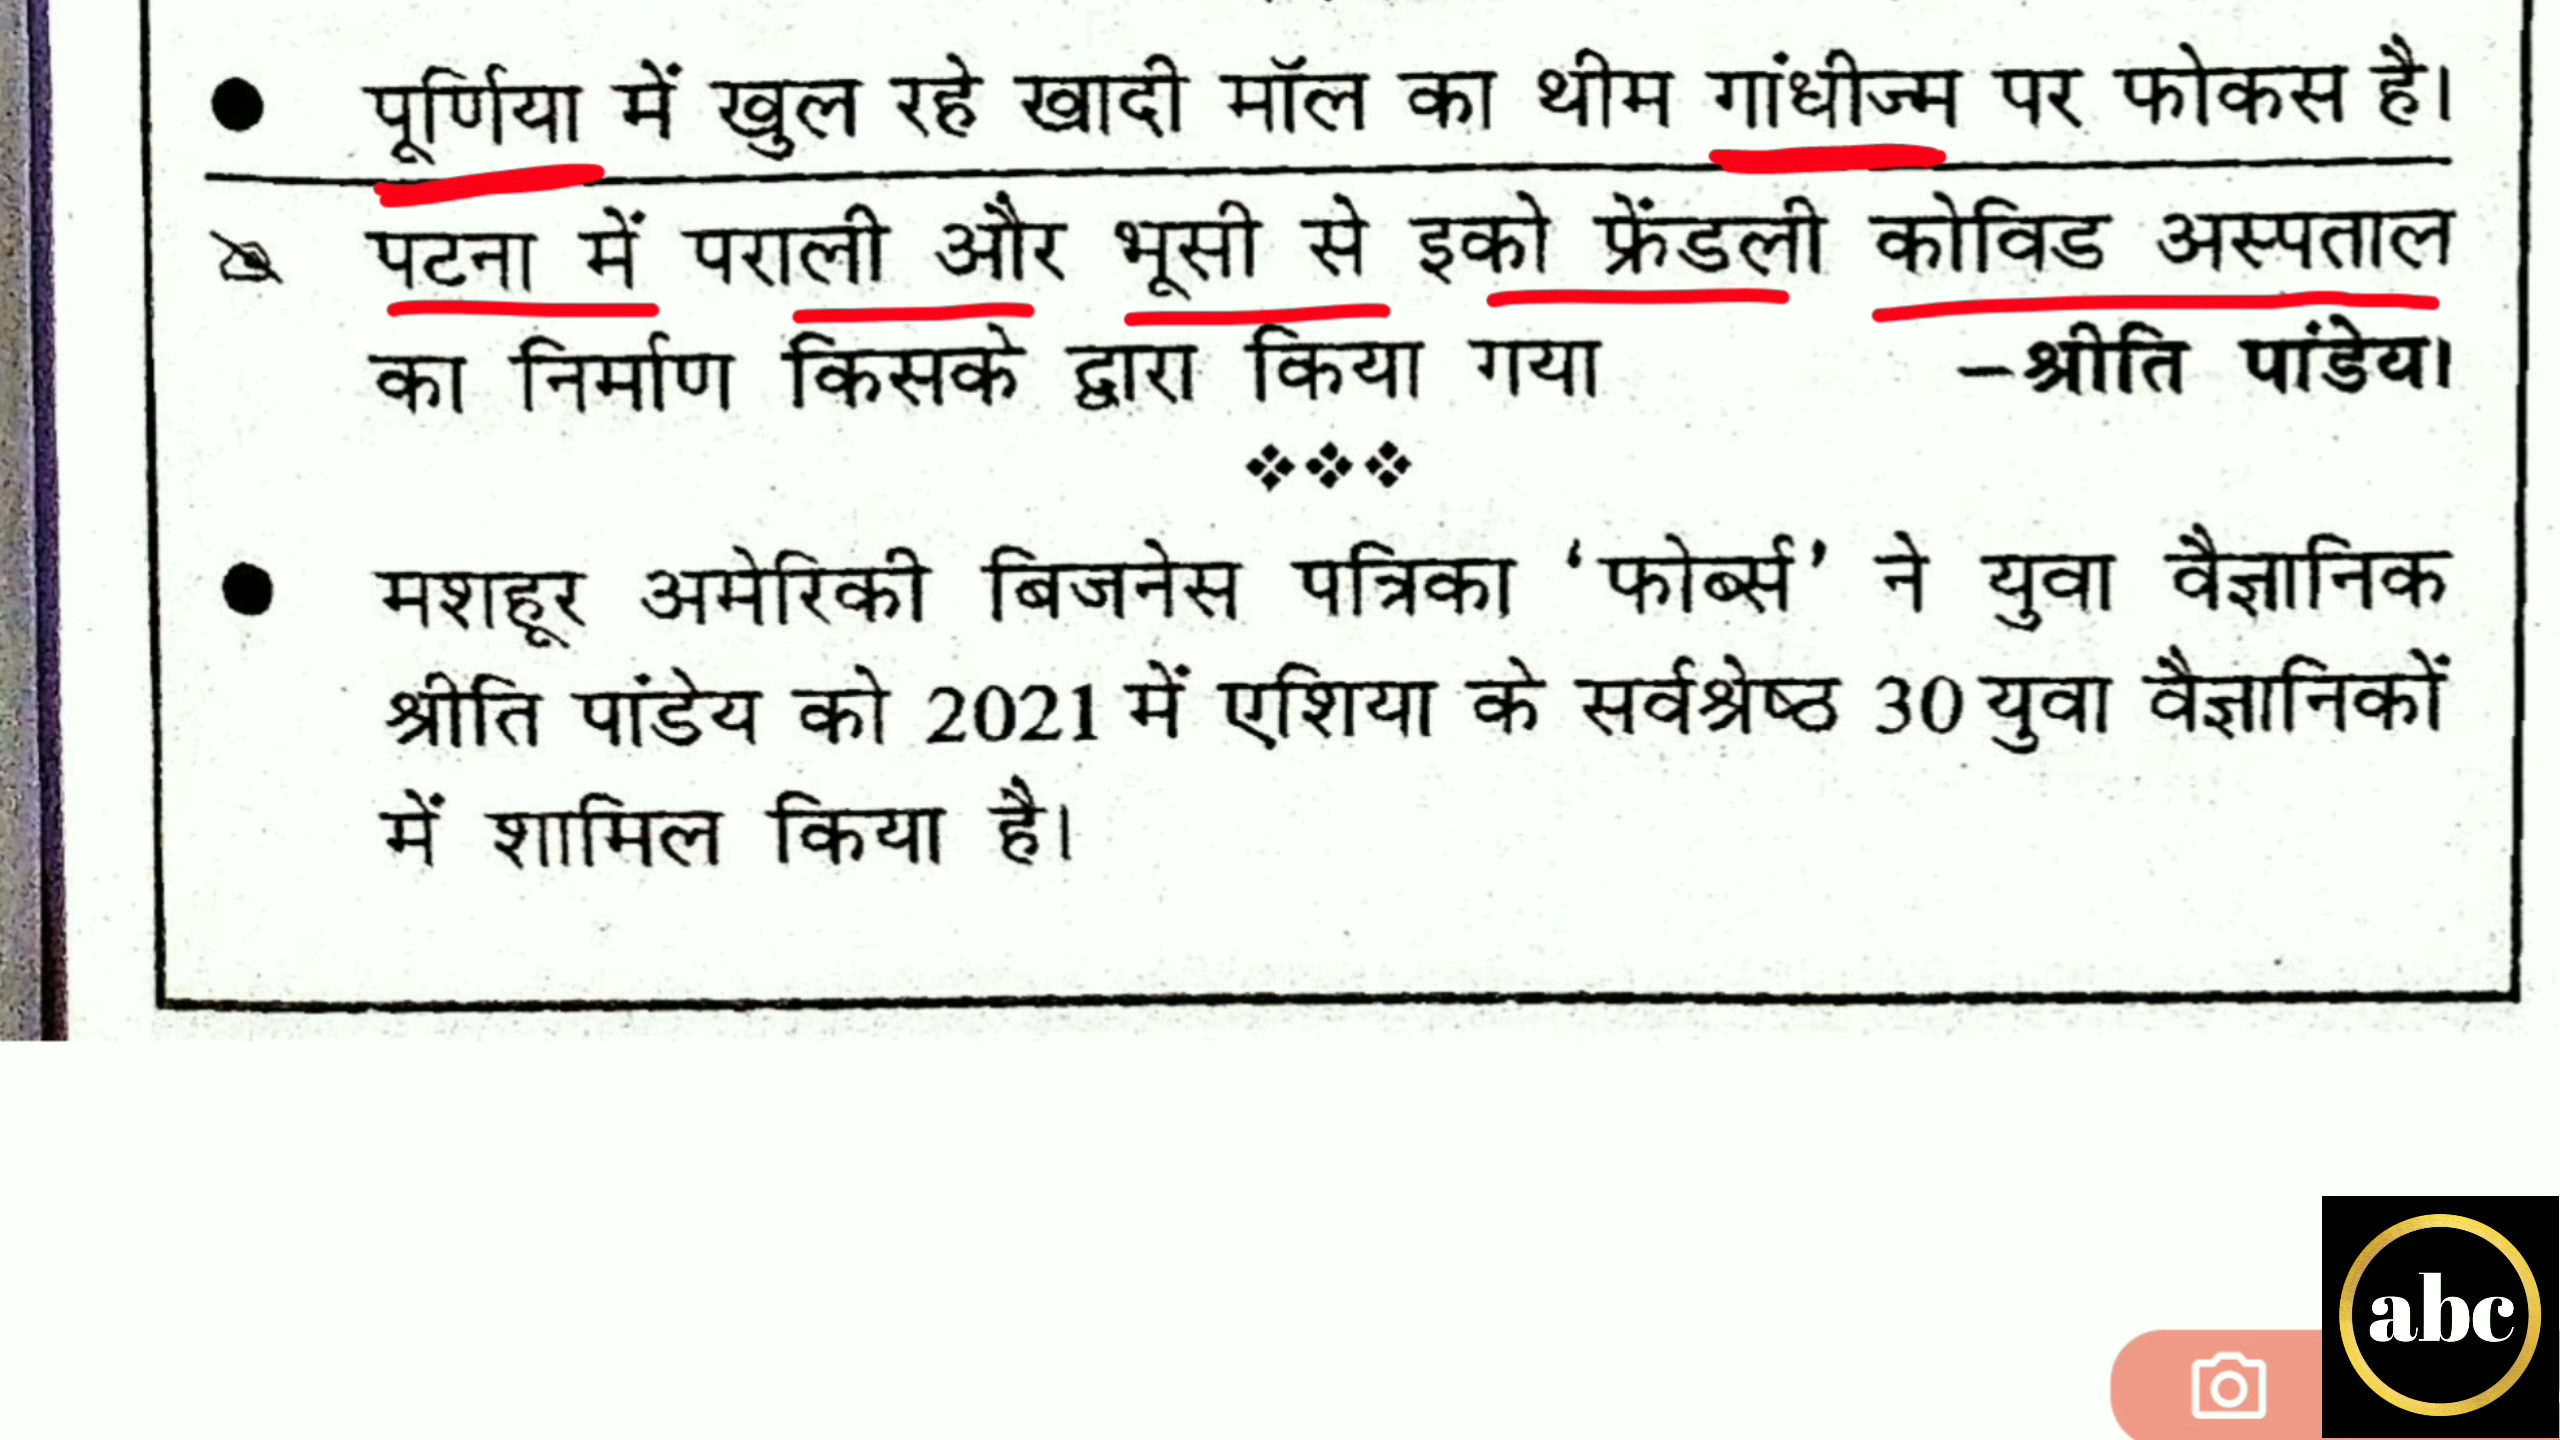 पूर्णिया में खुल रहे खादी मॉल का थीम गांधीज्म पर फोकस है।
पटना में पराली और भूसी से इको फ्रेंडली कोविड अस्पताल
का निर्माण किसके द्वारा किया गया –श्रीति पांडेय।
❖❖❖
● मशहूर अमेरिकी बिजनेस पत्रिका ‘फोर्ब्स’ ने युवा वैज्ञानिक
श्रीति पांडेय को 2021 में एशिया के सर्वश्रेष्ठ 30 युवा वैज्ञानिकों
में शामिल किया है।
abc